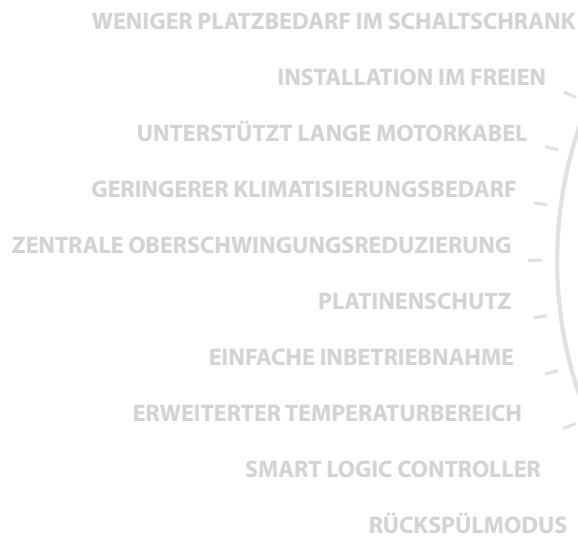 WENIGER PLATZBEDARF IM SCHALTSCHRANK
INSTALLATION IM FREIEN
UNTERSTÜTZT LANGE MOTORKABEL
GERINGERER KLIMATISIERUNGSBEDARF
ZENTRALE OBERSCHWINGUNGSREDUZIERUNG
PLATINENSCHUTZ
EINFACHE INBETRIEBNAHME
ERWEITERTER TEMPERATURBEREICH
SMART LOGIC CONTROLLER
RÜCKSPÜLMODUS